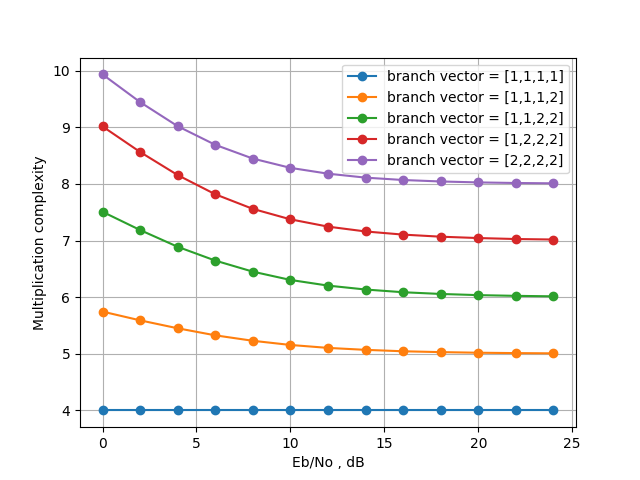 branch vector = [1,1,1,1]
branch vector = [1,1,1,2]
branch vector = [1,1,2,2]
branch vector = [1,2,2,2]
branch vector = [2,2,2,2]
Multiplication complexity
10
9
8
7
6
5
4
0 5 10 15 20 25
Eb/No , dB